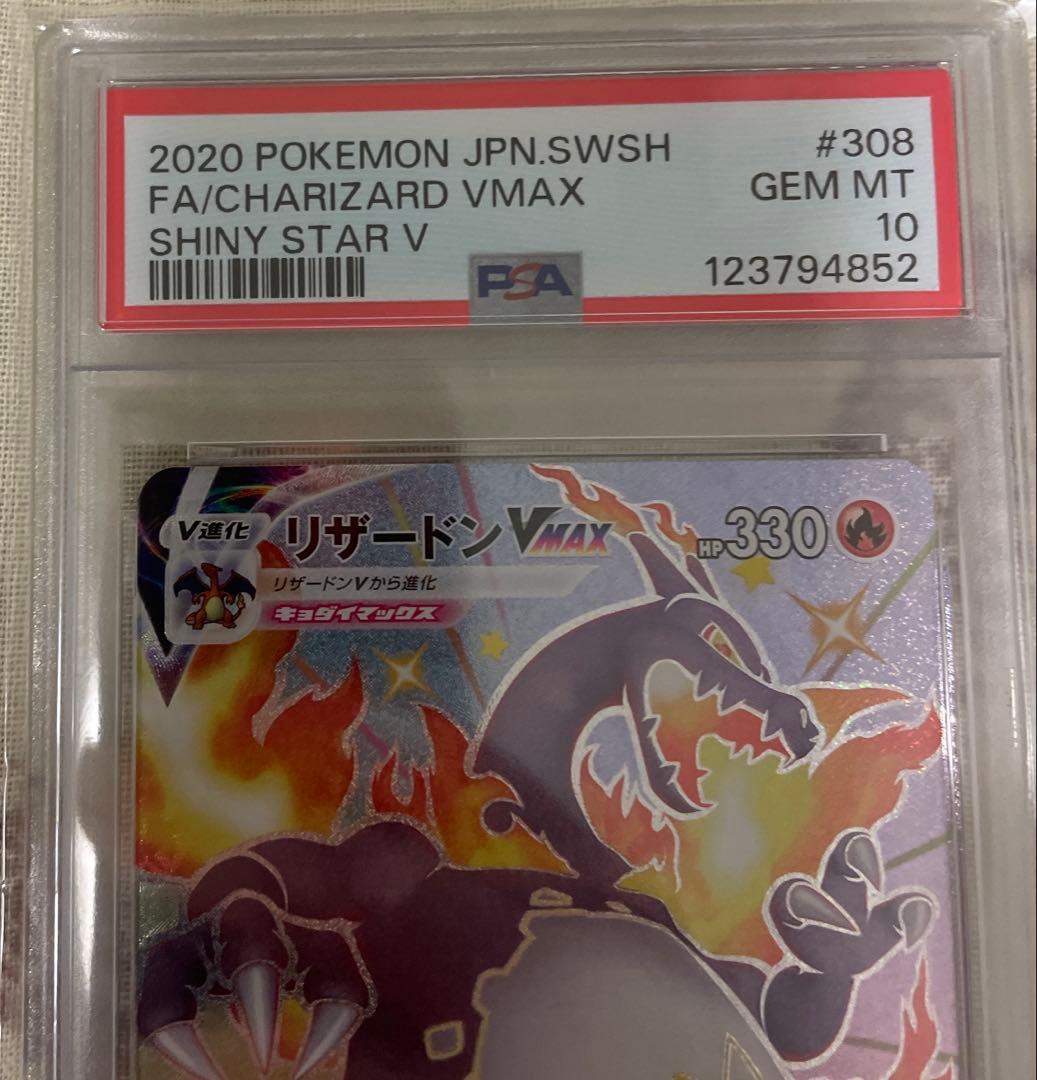 2020 POKEMON JPN.SWSH #308
FA/CHARIZARD VMAX GEM MT
SHINY STAR V 10
PSA 123794852
V進化 リザードンVMAX HP330
リザードンVから進化
キョダイマックス